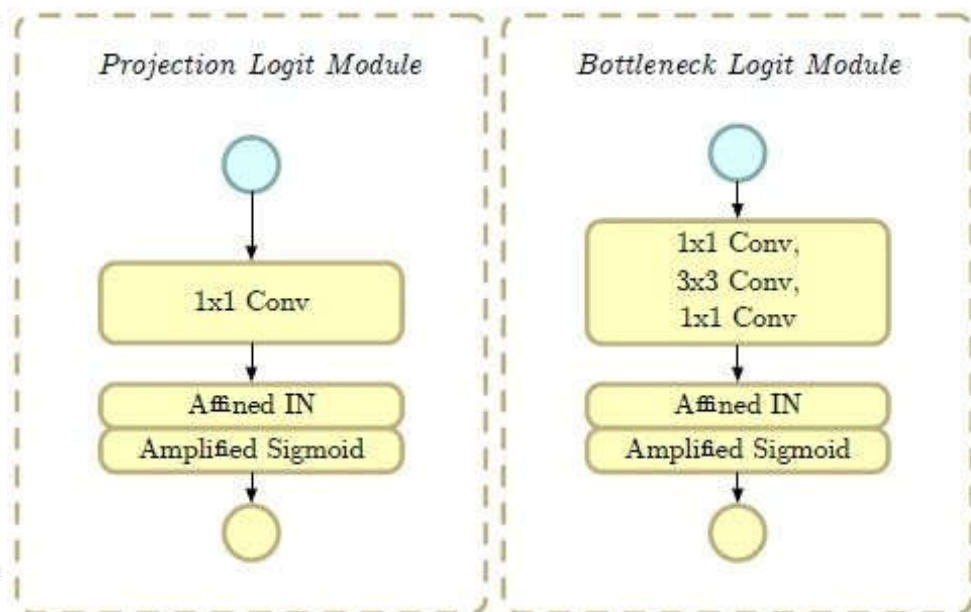 Projection Logit Module
1x1 Conv
Affined IN
Amplified Sigmoid
Bottleneck Logit Module
1x1 Conv,
3x3 Conv,
1x1 Conv
Affined IN
Amplified Sigmoid